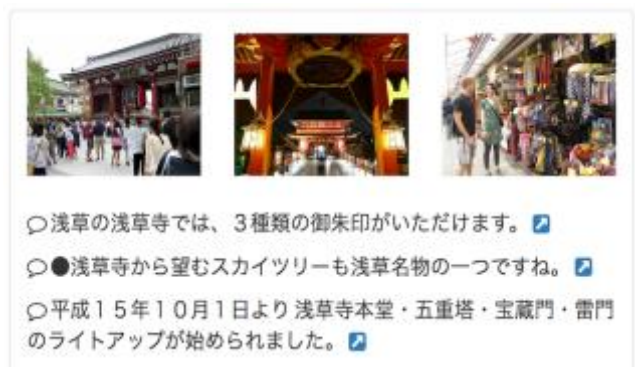 浅草の浅草寺では、３種類の御朱印がいただけます。
●浅草寺から望むスカイツリーも浅草名物の一つですね。
平成１５年１０月１日より 浅草寺本堂・五重塔・宝蔵門・雷門
のライトアップが始められました。